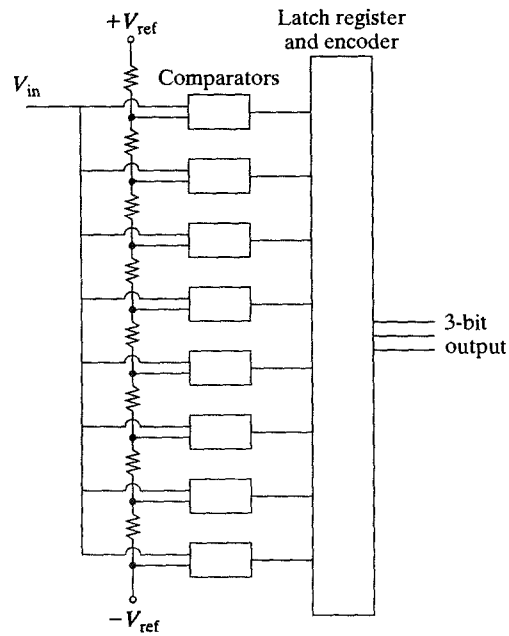 Latch register
and encoder
+V_ref
Comparators
V_in
3-bit
output
−V_ref